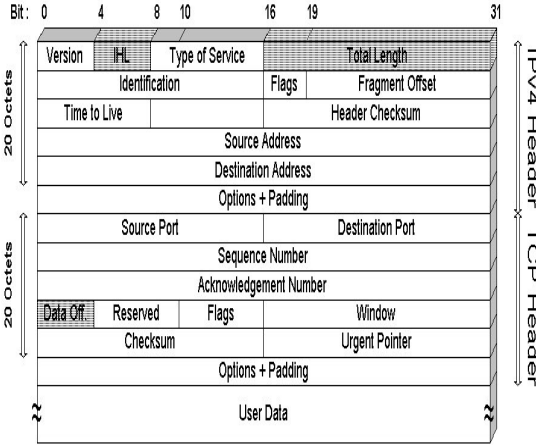 Bit : 0 4 8 10 16 19 31
Version IHL Type of Service Total Length
Identification Flags Fragment Offset
Time to Live Header Checksum
Source Address
Destination Address
Options + Padding
Source Port Destination Port
Sequence Number
Acknowledgement Number
Data Off. Reserved Flags Window
Checksum Urgent Pointer
Options + Padding
User Data
20 Octets
20 Octets
IPV4 Header
TCP Header